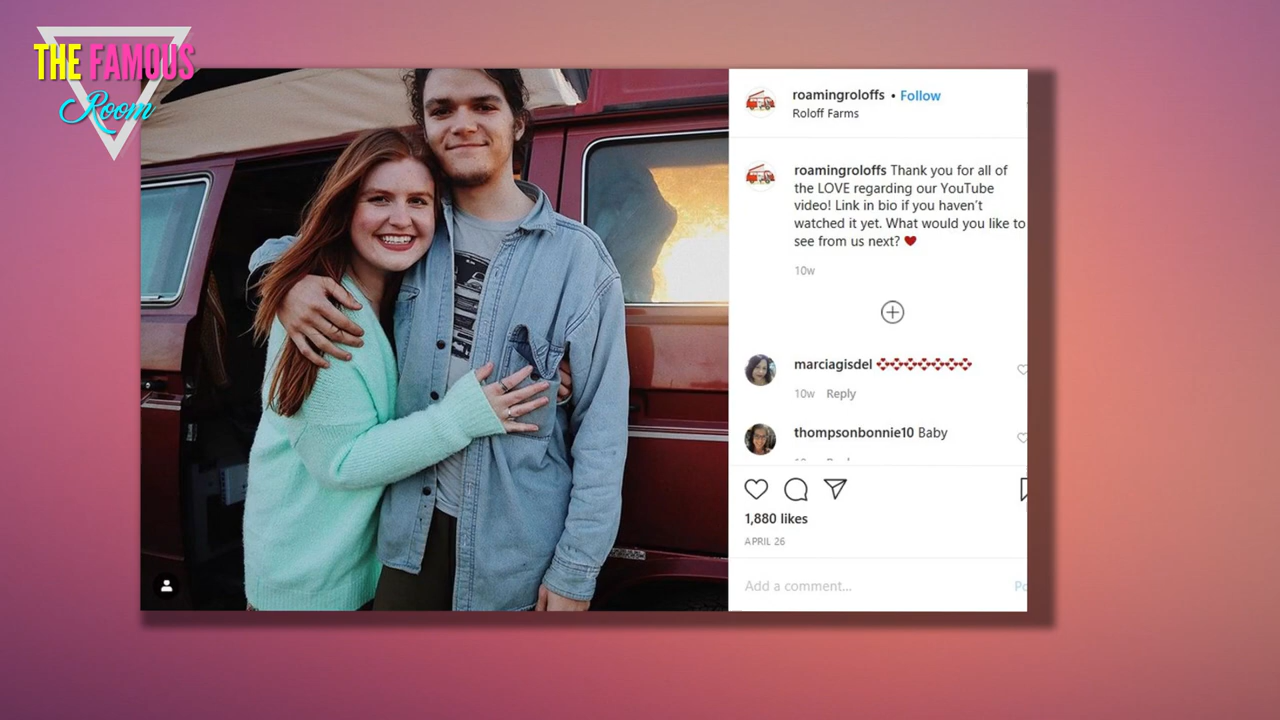 THE FAMOUS
Room
roamingroloffs • Follow
Roloff Farms
roamingroloffs Thank you for all of
the LOVE regarding our YouTube
video! Link in bio if you haven't
watched it yet. What would you like to
see from us next? ❤
10w
marciagisdel
10w Reply
thompsonbonnie10 Baby
1,880 likes
APRIL 26
Add a comment...